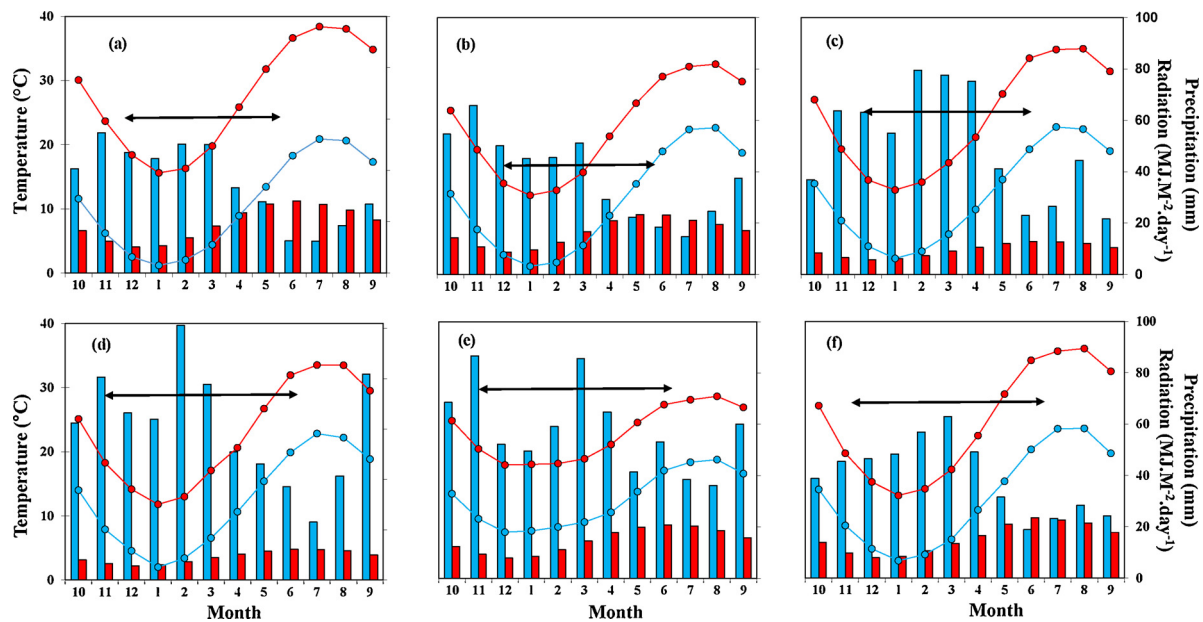 40
30
20
10
0
Temperature (°C)
(a)
10 11 12 1 2 3 4 5 6 7 8 9
(b)
10 11 12 1 2 3 4 5 6 7 8 9
(c)
10 11 12 1 2 3 4 5 6 7 8 9
100
80
60
40
20
0
Precipitation (mm)
Radiation (MJ.M⁻².day⁻¹)
40
30
20
10
0
Temperature (°C)
(d)
10 11 12 1 2 3 4 5 6 7 8 9
Month
(e)
10 11 12 1 2 3 4 5 6 7 8 9
Month
(f)
10 11 12 1 2 3 4 5 6 7 8 9
Month
100
80
60
40
20
0
Precipitation (mm)
Radiation (MJ.M⁻².day⁻¹)